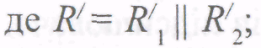 де R′ = R′₁ || R′₂;